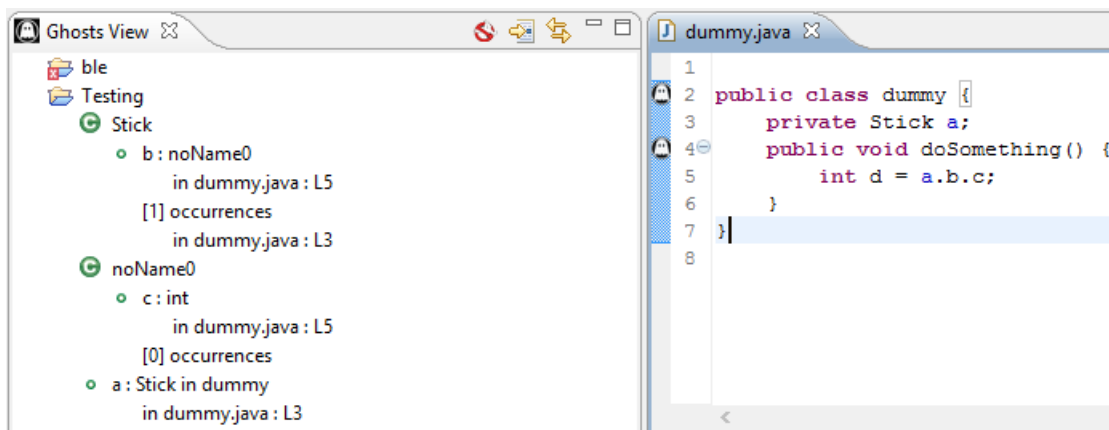 Ghosts View
ble
Testing
Stick
b : noName0
in dummy.java : L5
[1] occurrences
in dummy.java : L3
noName0
c : int
in dummy.java : L5
[0] occurrences
a : Stick in dummy
in dummy.java : L3
dummy.java
1
2 public class dummy {
3 private Stick a;
4 public void doSomething() {
5 int d = a.b.c;
6 }
7 }
8